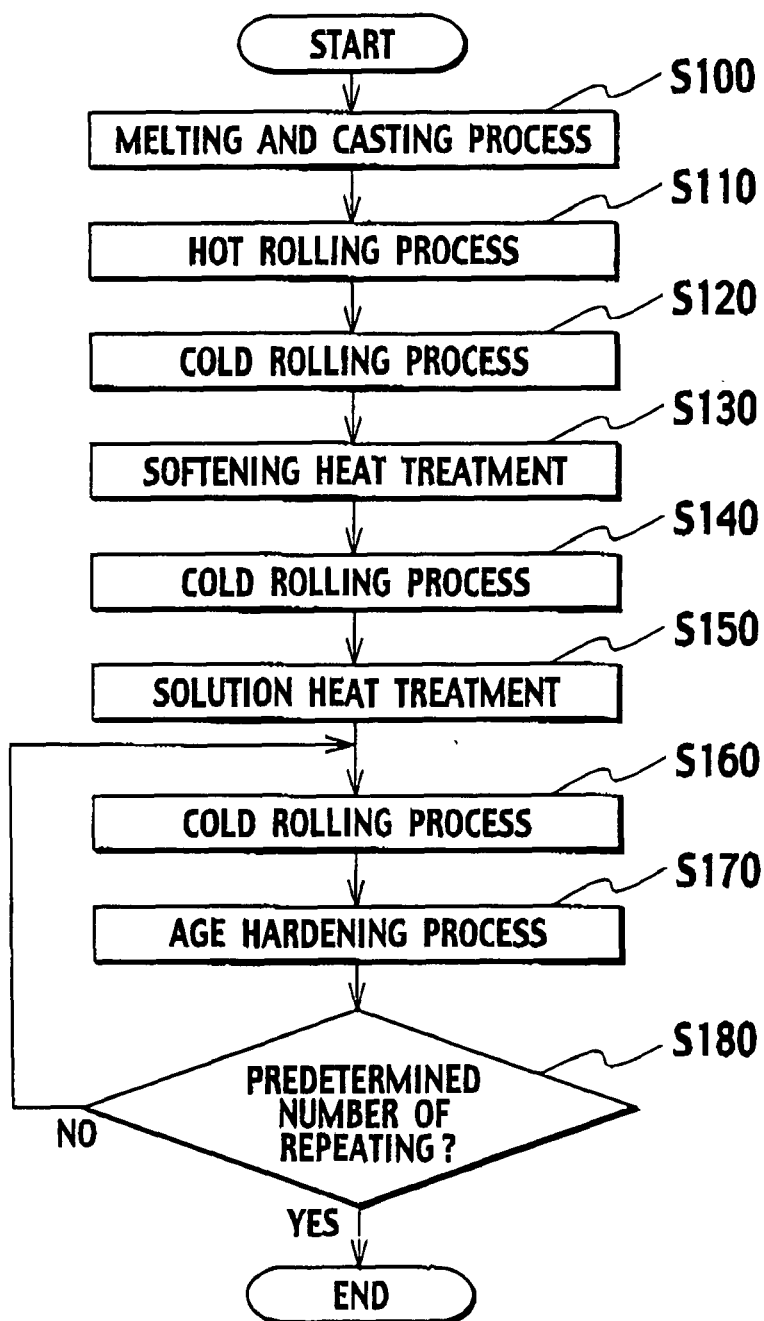 START
S100
MELTING AND CASTING PROCESS
S110
HOT ROLLING PROCESS
S120
COLD ROLLING PROCESS
S130
SOFTENING HEAT TREATMENT
S140
COLD ROLLING PROCESS
S150
SOLUTION HEAT TREATMENT
S160
COLD ROLLING PROCESS
S170
AGE HARDENING PROCESS
S180
PREDETERMINED
NUMBER OF
REPEATING?
NO
YES
END